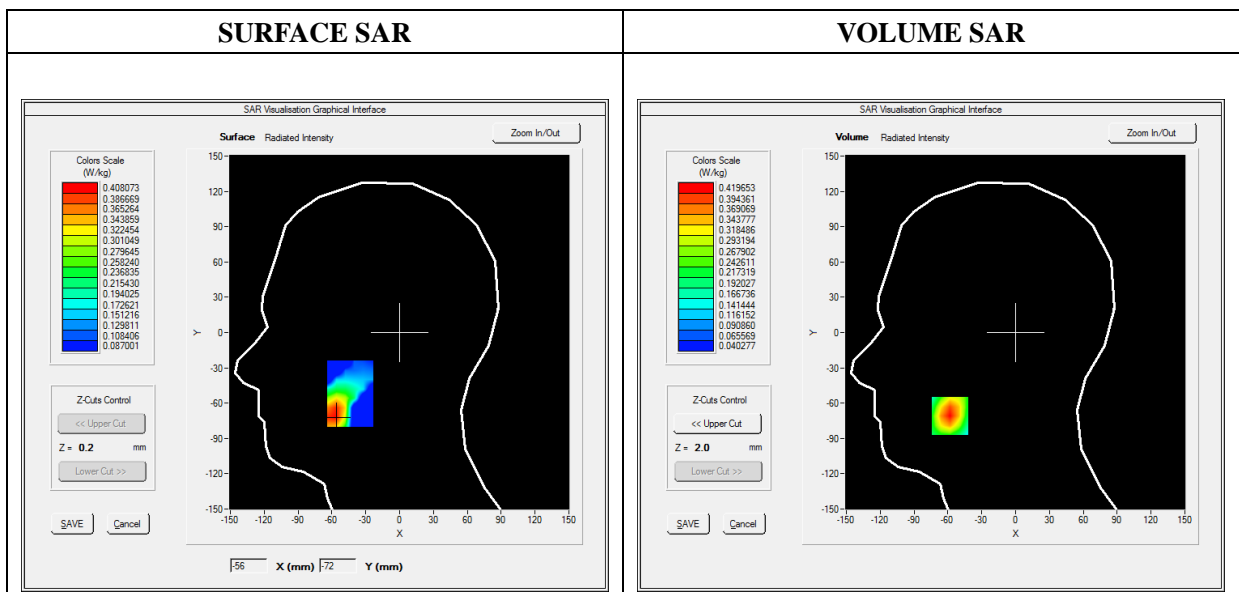 SURFACE SAR
VOLUME SAR
SAR Visualisation Graphical Interface
Surface Radiated Intensity
Zoom In/Out
Colors Scale
(W/kg)
0.408073
0.386669
0.365264
0.343859
0.322454
0.301049
0.279645
0.258240
0.236835
0.215430
0.194025
0.172621
0.151216
0.129811
0.108406
0.087001
Z-Cuts Control
<< Upper Cut
Z = 0.2 mm
Lower Cut >>
SAVE Cancel
150
120
90
60
30
0
-30
-60
-90
-120
-150
Y
-150 -120 -90 -60 -30 0 30 60 90 120 150
X
-56 X (mm) -72 Y (mm)
SAR Visualisation Graphical Interface
Volume Radiated Intensity
Zoom In/Out
Colors Scale
(W/kg)
0.419653
0.394361
0.369069
0.343777
0.318486
0.293194
0.267902
0.242611
0.217319
0.192027
0.166736
0.141444
0.116152
0.090860
0.065569
0.040277
Z-Cuts Control
<< Upper Cut
Z = 2.0 mm
Lower Cut >>
SAVE Cancel
150
120
90
60
30
0
-30
-60
-90
-120
-150
Y
-150 -120 -90 -60 -30 0 30 60 90 120 150
X